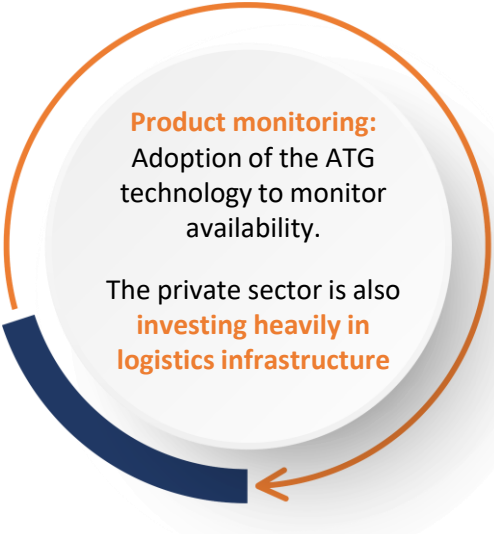 Product monitoring:
Adoption of the ATG
technology to monitor
availability.
The private sector is also
investing heavily in
logistics infrastructure